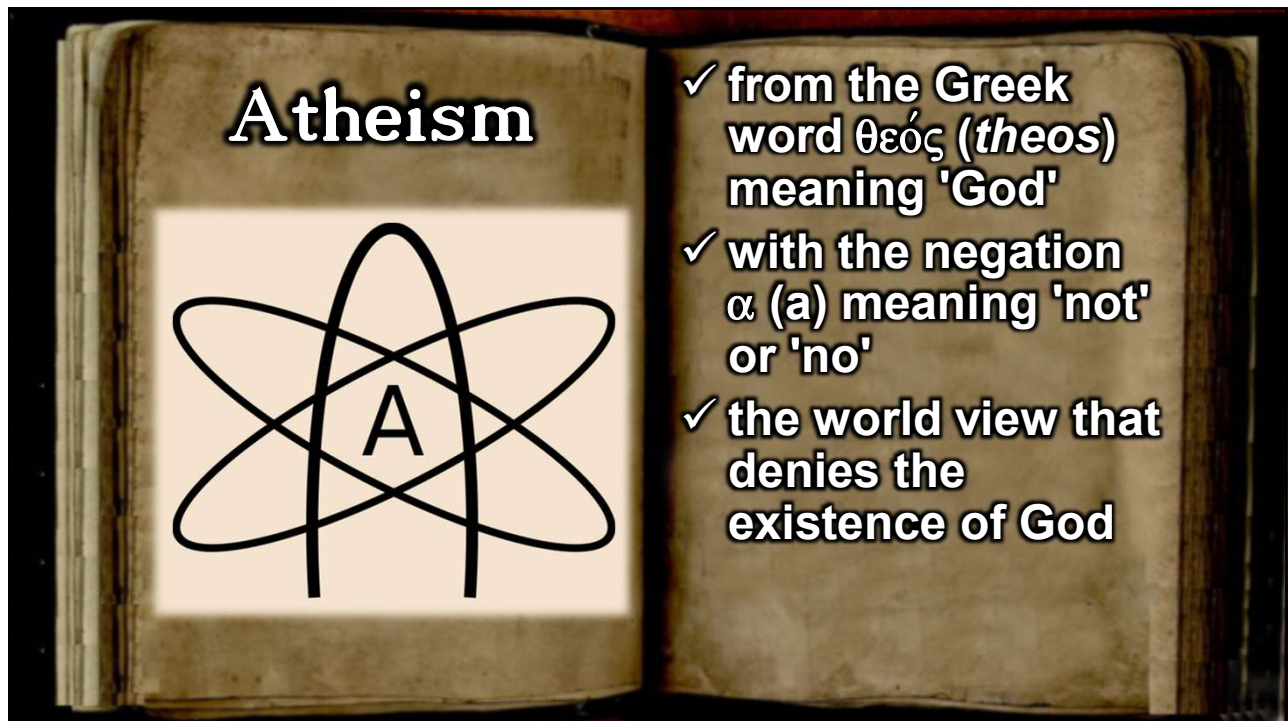 Atheism
A
✓ from the Greek
word θεός (theos)
meaning 'God'
✓ with the negation
α (a) meaning 'not'
or 'no'
✓ the world view that
denies the
existence of God